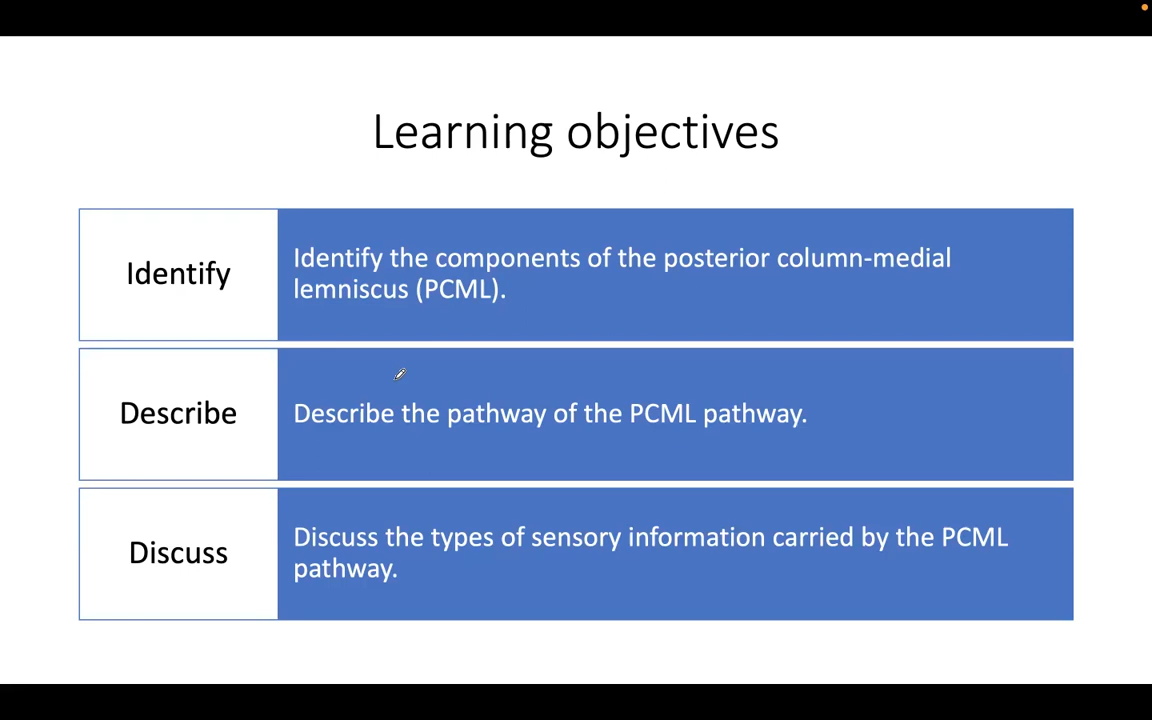 Learning objectives
Identify
Identify the components of the posterior column-medial
lemniscus (PCML).
Describe
Describe the pathway of the PCML pathway.
Discuss
Discuss the types of sensory information carried by the PCML
pathway.